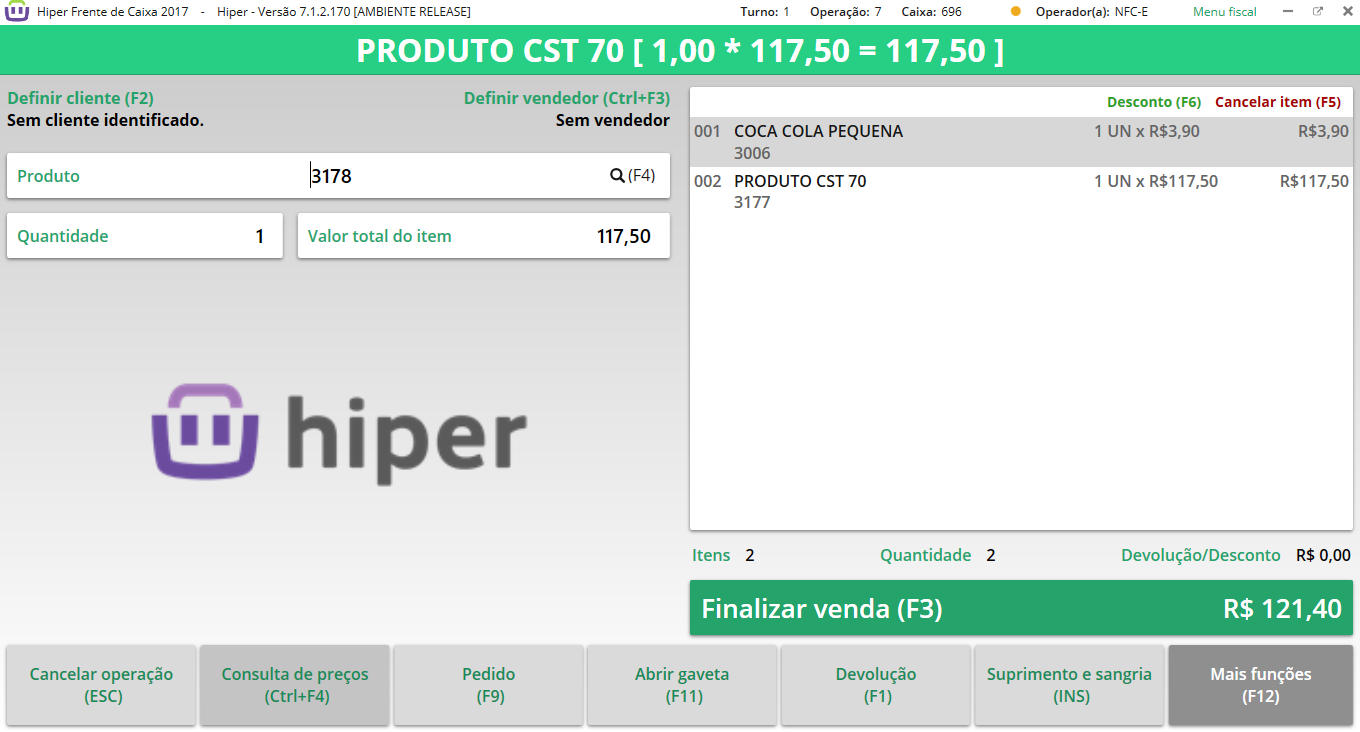 Hiper Frente de Caixa 2017 - Hiper - Versão 7.1.2.170 [AMBIENTE RELEASE] Turno: 1 Operação: 7 Caixa: 696 Operador(a): NFC-E Menu fiscal
PRODUTO CST 70 [ 1,00 * 117,50 = 117,50 ]
Definir cliente (F2) Definir vendedor (Ctrl+F3)
Sem cliente identificado. Sem vendedor
Produto 3178 (F4)
Quantidade 1 Valor total do item 117,50
hiper
Desconto (F6) Cancelar item (F5)
001 COCA COLA PEQUENA 1 UN x R$3,90 R$3,90
3006
002 PRODUTO CST 70 1 UN x R$117,50 R$117,50
3177
Itens 2 Quantidade 2 Devolução/Desconto R$ 0,00
Finalizar venda (F3) R$ 121,40
Cancelar operação
(ESC)
Consulta de preços
(Ctrl+F4)
Pedido
(F9)
Abrir gaveta
(F11)
Devolução
(F1)
Suprimento e sangria
(INS)
Mais funções
(F12)